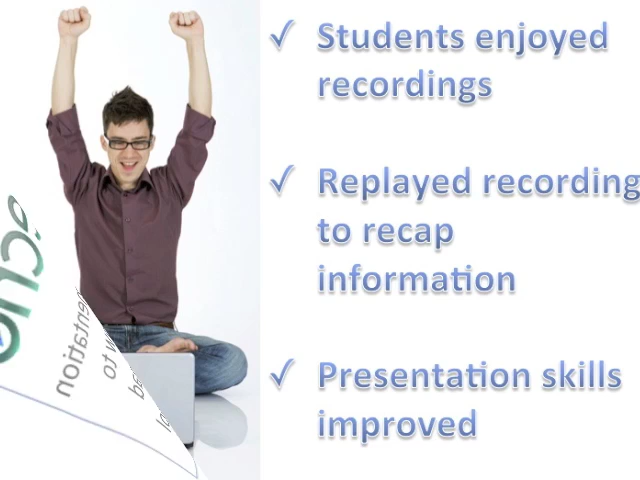 ✓ Students enjoyed
recordings
✓ Replayed recording
to recap
information
✓ Presentation skills
improved